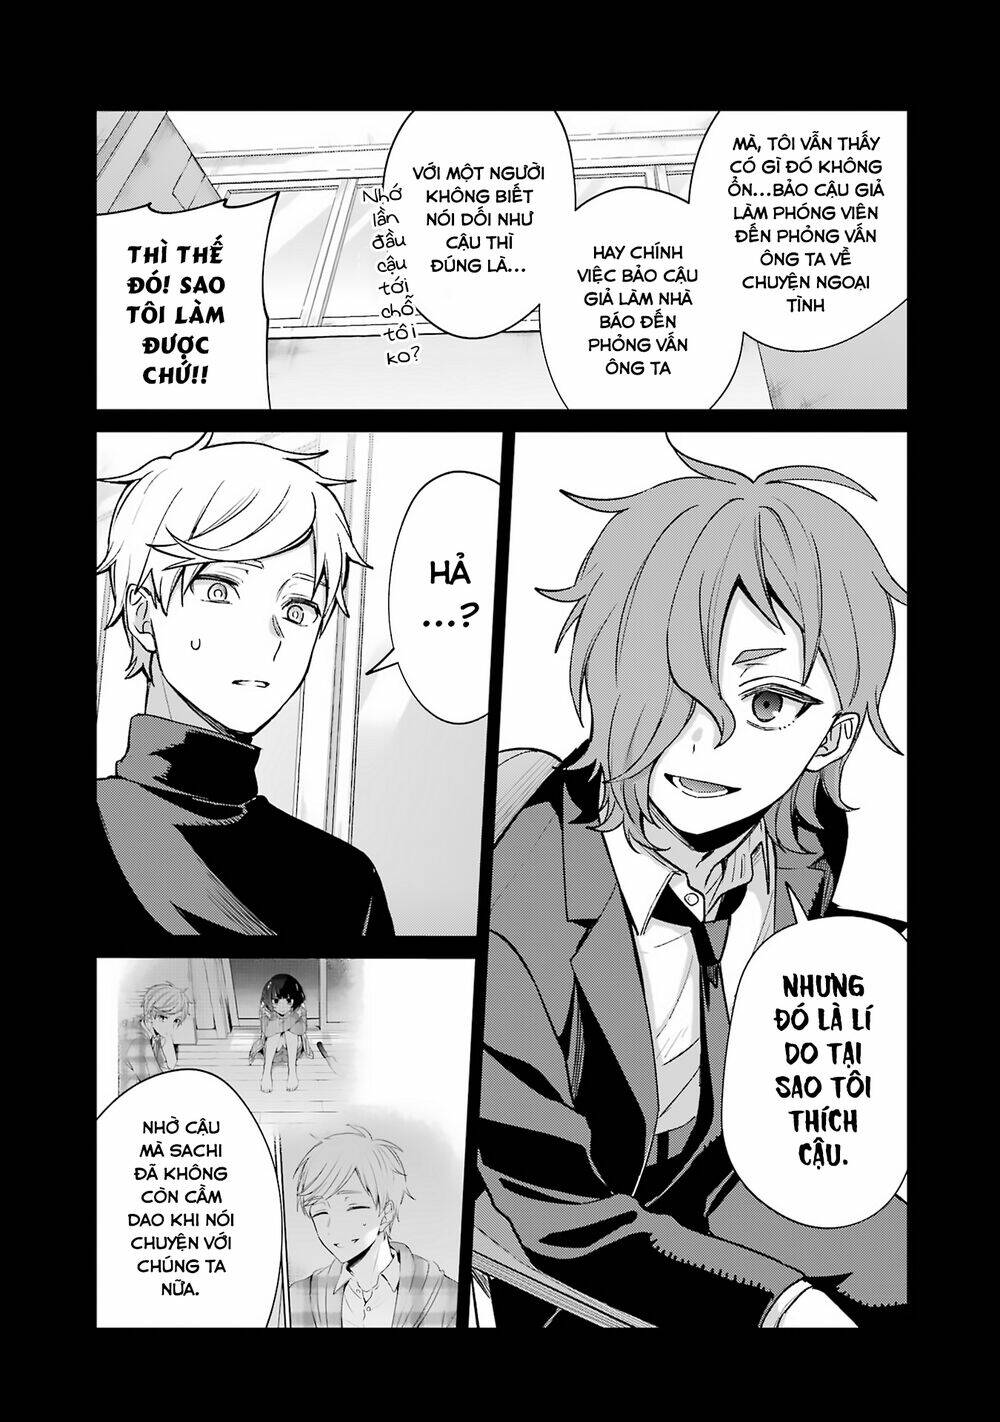 MÀ, TÔI VẪN THẤY
CÓ GÌ ĐÓ KHÔNG
ỔN...BẢO CẬU GIẢ
LÀM PHÓNG VIÊN
ĐẾN PHỎNG VẤN
ÔNG TA VỀ
CHUYỆN NGOẠI
TÌNH
HAY CHÍNH
VIỆC BẢO CẬU
GIẢ LÀM NHÀ
BÁO ĐẾN
PHỎNG VẤN
ÔNG TA
VỚI MỘT NGƯỜI
KHÔNG BIẾT
NÓI DỐI NHƯ
CẬU THÌ
ĐÚNG LÀ...
Nhớ
lần
đầu
cậu
tới
chỗ
tôi
ko?
THÌ THẾ
ĐÓ! SAO
TÔI LÀM
ĐƯỢC
CHỨ!!
NHƯNG
ĐÓ LÀ LÍ
DO TẠI
SAO TÔI
THÍCH
CẬU.
HẢ
...?
NHỜ CẬU
MÀ SACHI
ĐÃ KHÔNG
CÒN CẦM
DAO KHI NÓI
CHUYỆN VỚI
CHÚNG TA
NỮA.